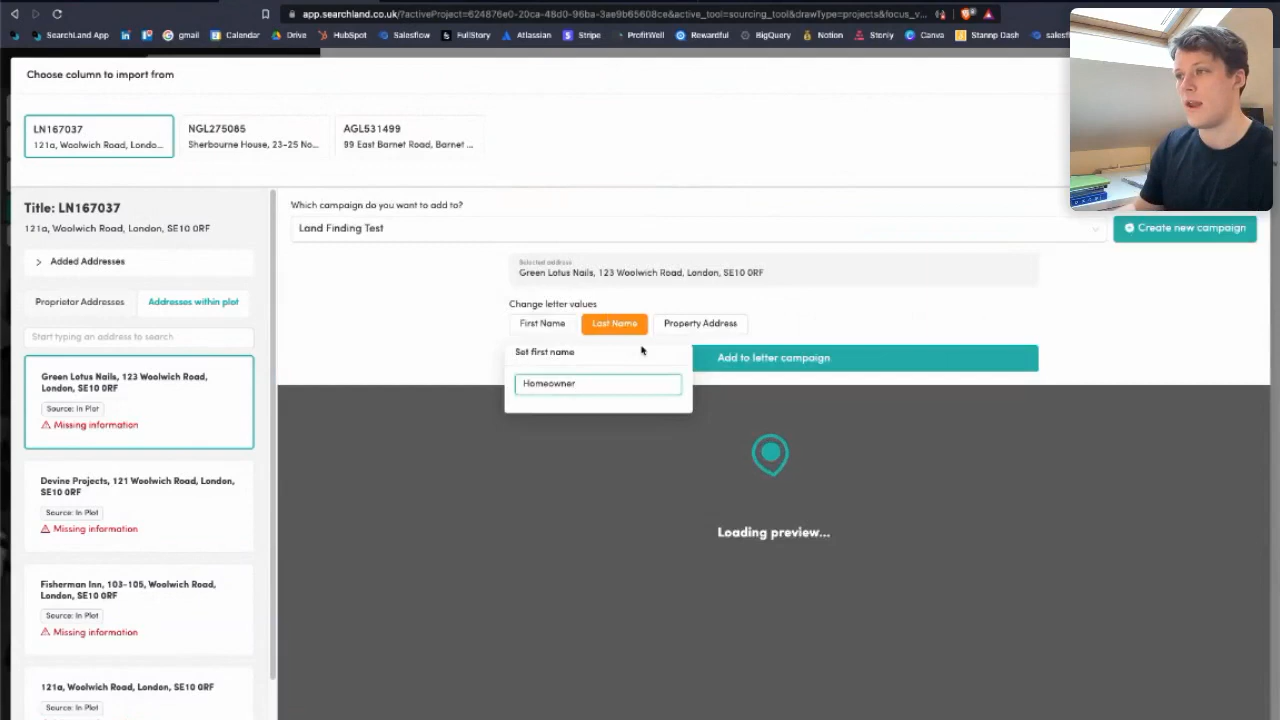 app.searchland.co.uk/?activeProject=624876e0-20ca-48d0-96ba-3ae9b65608ce&active_tool=sourcing_tool&drawType=projects&focus_v...
SearchLand App
gmail
Calendar
Drive
HubSpot
Salesflow
FullStory
Atlassian
Stripe
ProfitWell
Rewardful
BigQuery
Notion
Storiy
Canva
Stannp Dash
Choose column to import from
LN167037
121a, Woolwich Road, Londo...
NGL275085
Sherbourne House, 23-25 No...
AGL531499
99 East Barnet Road, Barnet ...
Title: LN167037
121a, Woolwich Road, London, SE10 0RF
Added Addresses
Proprietor Addresses
Addresses within plot
Start typing an address to search
Green Lotus Nails, 123 Woolwich Road,
London, SE10 0RF
Source: In Plot
Missing information
Devine Projects, 121 Woolwich Road, London,
SE10 0RF
Source: In Plot
Missing information
Fisherman Inn, 103-105, Woolwich Road,
London, SE10 0RF
Source: In Plot
Missing information
121a, Woolwich Road, London, SE10 0RF
Source: In Plot
Which campaign do you want to add to?
Land Finding Test
Create new campaign
Selected address
Green Lotus Nails, 123 Woolwich Road, London, SE10 0RF
Change letter values
First Name
Last Name
Property Address
Set first name
Homeowner
Add to letter campaign
Loading preview...